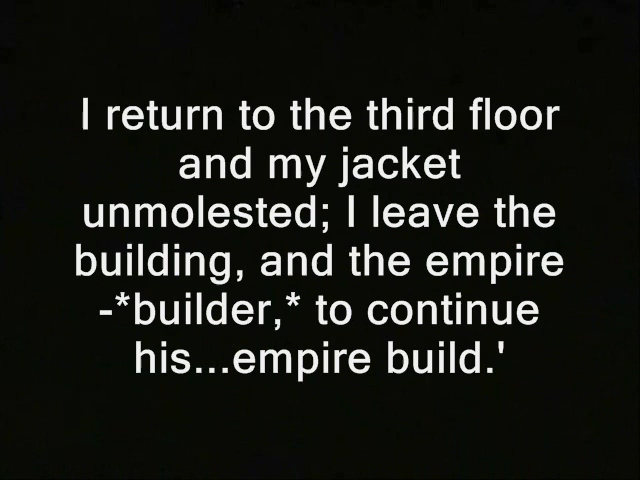 I return to the third floor
and my jacket
unmolested; I leave the
building, and the empire
-*builder,* to continue
his...empire build.'